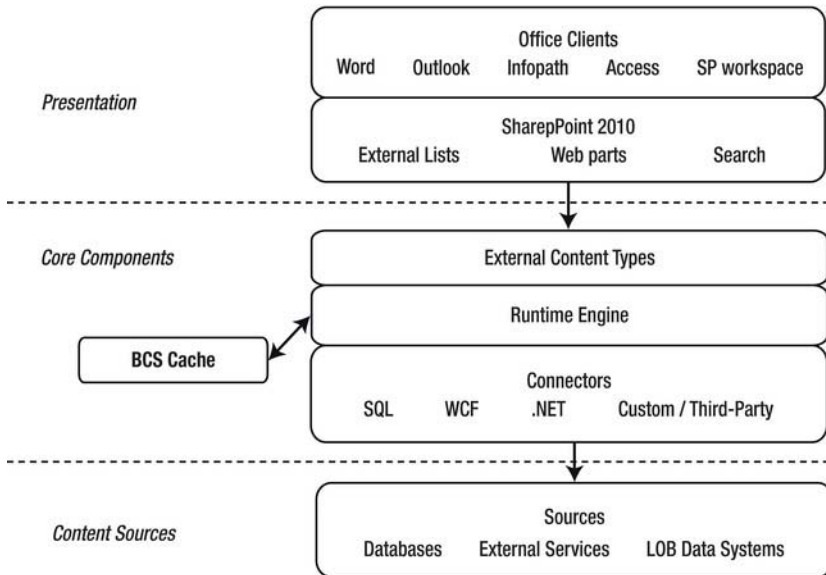 Office Clients
Word Outlook Infopath Access SP workspace
Presentation
SharepPoint 2010
External Lists Web parts Search
Core Components
External Content Types
Runtime Engine
BCS Cache
Connectors
SQL WCF .NET Custom / Third-Party
Content Sources
Sources
Databases External Services LOB Data Systems